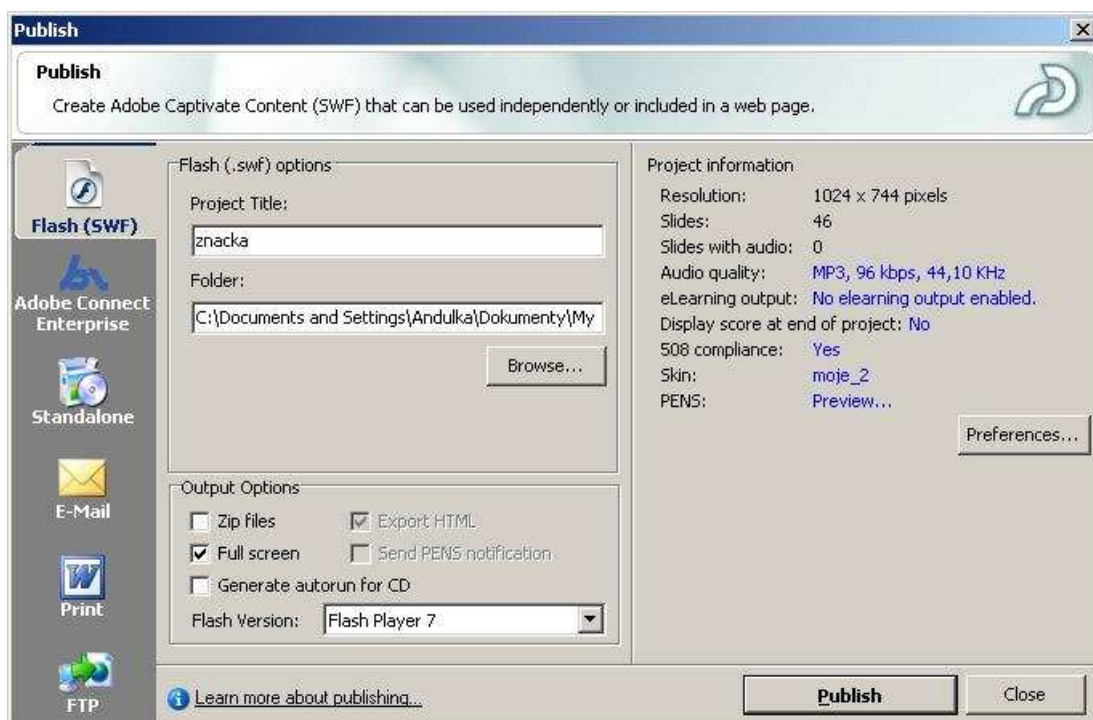 Publish
Publish
Create Adobe Captivate Content (SWF) that can be used independently or included in a web page.
Flash (SWF)
Adobe Connect
Enterprise
Standalone
E-Mail
Print
FTP
Flash (.swf) options
Project Title:
znacka
Folder:
C:\Documents and Settings\Andulka\Dokumenty\My
Browse...
Output Options
Zip files
Export HTML
Full screen
Send PENS notification
Generate autorun for CD
Flash Version: Flash Player 7
Project information
Resolution: 1024 x 744 pixels
Slides: 46
Slides with audio: 0
Audio quality: MP3, 96 kbps, 44,10 KHz
eLearning output: No elearning output enabled.
Display score at end of project: No
508 compliance: Yes
Skin: moje_2
PENS: Preview...
Preferences...
Learn more about publishing...
Publish
Close